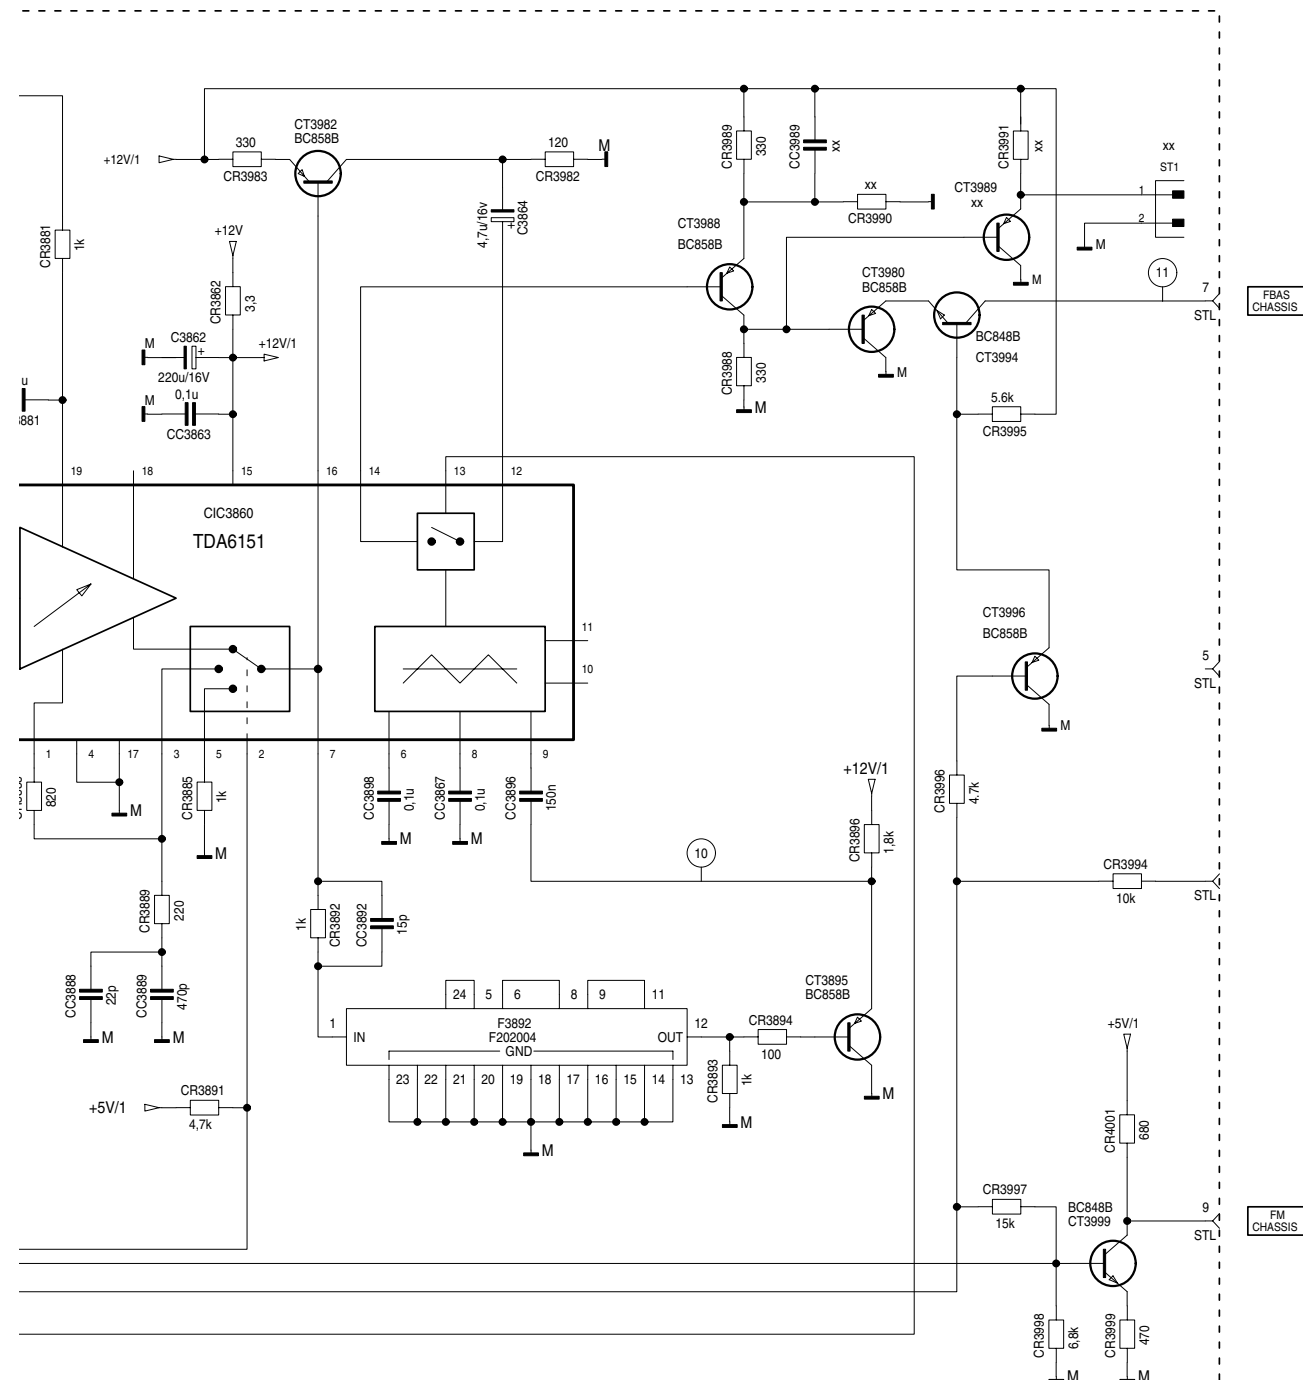 CT3982
BC858B
330
CR3983
+12V/1
120
CR3982
M
4,7u/16v
+
C3864
CR3989
330
CC3989
xx
CR3991
xx
xx
ST1
1
2
M
xx
CR3990
CT3989
xx
M
CT3988
BC858B
CT3980
BC858B
M
BC848B
CT3994
11
7
STL
FBAS
CHASSIS
CR3988
330
M
5.6k
CR3995
CR3881
1k
+12V
CR3862
3,3
M
C3862
+
220u/16V
+12V/1
M
0,1u
CC3863
u
19
18
15
16
14
13
12
CIC3860
TDA6151
11
10
CT3996
BC858B
M
5
STL
1
4
17
3
5
2
7
6
8
9
820
M
CR3885
1k
M
CC3898
0,1u
M
CC3867
0,1u
M
CC3896
150n
+12V/1
CR3896
1,8k
10
CR3996
4.7k
CR3994
10k
STL
CR3889
220
1k
CR3892
CC3892
15p
CC3888
22p
M
CC3889
470p
M
24
5
6
8
9
11
1
IN
F3892
F202004
GND
OUT
12
23
22
21
20
19
18
17
16
15
14
13
M
CR3893
1k
M
CR3894
100
CT3895
BC858B
M
+5V/1
CR3891
4,7k
+5V/1
CR4001
680
CR3997
15k
BC848B
CT3999
9
STL
FM
CHASSIS
CR3998
6,8k
M
CR3999
470
M